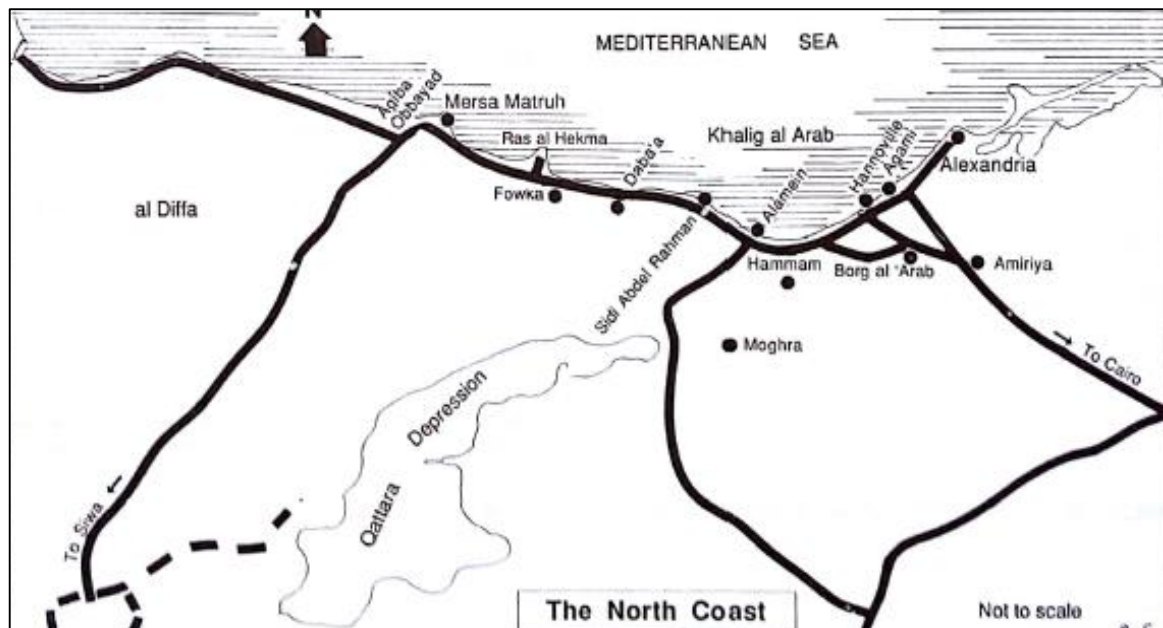 N
MEDITERRANEAN SEA
Agiba
Obbayad
Mersa Matruh
Ras al Hekma
Khalig al Arab
Hannoville
Agami
Alexandria
Daba'a
Fowka
al Diffa
Alamein
Sidi Abdel Rahman
Hammam
Borg al 'Arab
Amiriya
Moghra
To Cairo
Qattara
Depression
To Siwa
The North Coast
Not to scale